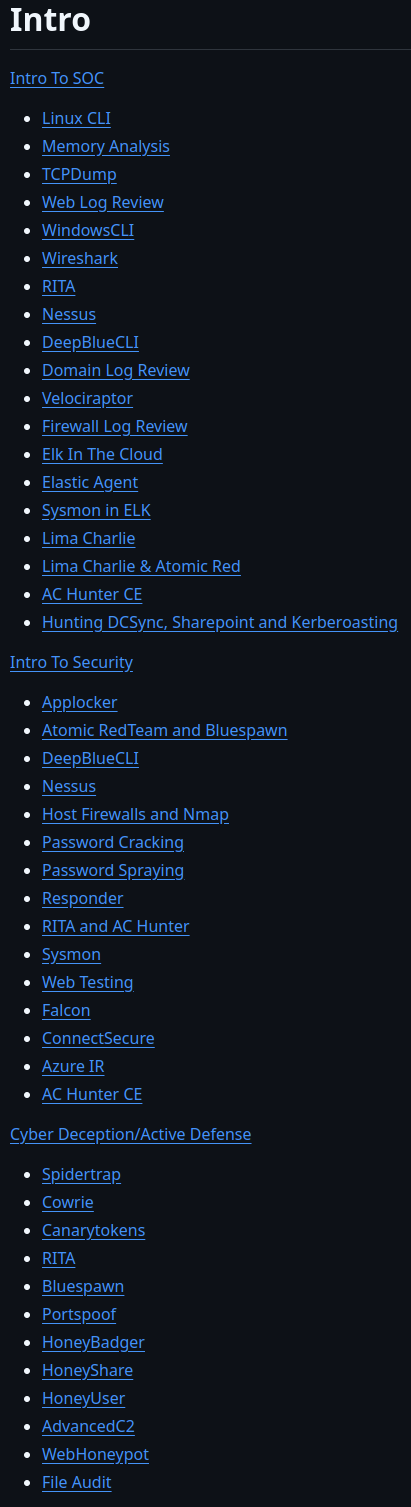 Intro
Intro To SOC
Linux CLI
Memory Analysis
TCPDump
Web Log Review
WindowsCLI
Wireshark
RITA
Nessus
DeepBlueCLI
Domain Log Review
Velociraptor
Firewall Log Review
Elk In The Cloud
Elastic Agent
Sysmon in ELK
Lima Charlie
Lima Charlie & Atomic Red
AC Hunter CE
Hunting DCSync, Sharepoint and Kerberoasting
Intro To Security
Applocker
Atomic RedTeam and Bluespawn
DeepBlueCLI
Nessus
Host Firewalls and Nmap
Password Cracking
Password Spraying
Responder
RITA and AC Hunter
Sysmon
Web Testing
Falcon
ConnectSecure
Azure IR
AC Hunter CE
Cyber Deception/Active Defense
Spidertrap
Cowrie
Canarytokens
RITA
Bluespawn
Portspoof
HoneyBadger
HoneyShare
HoneyUser
AdvancedC2
WebHoneypot
File Audit